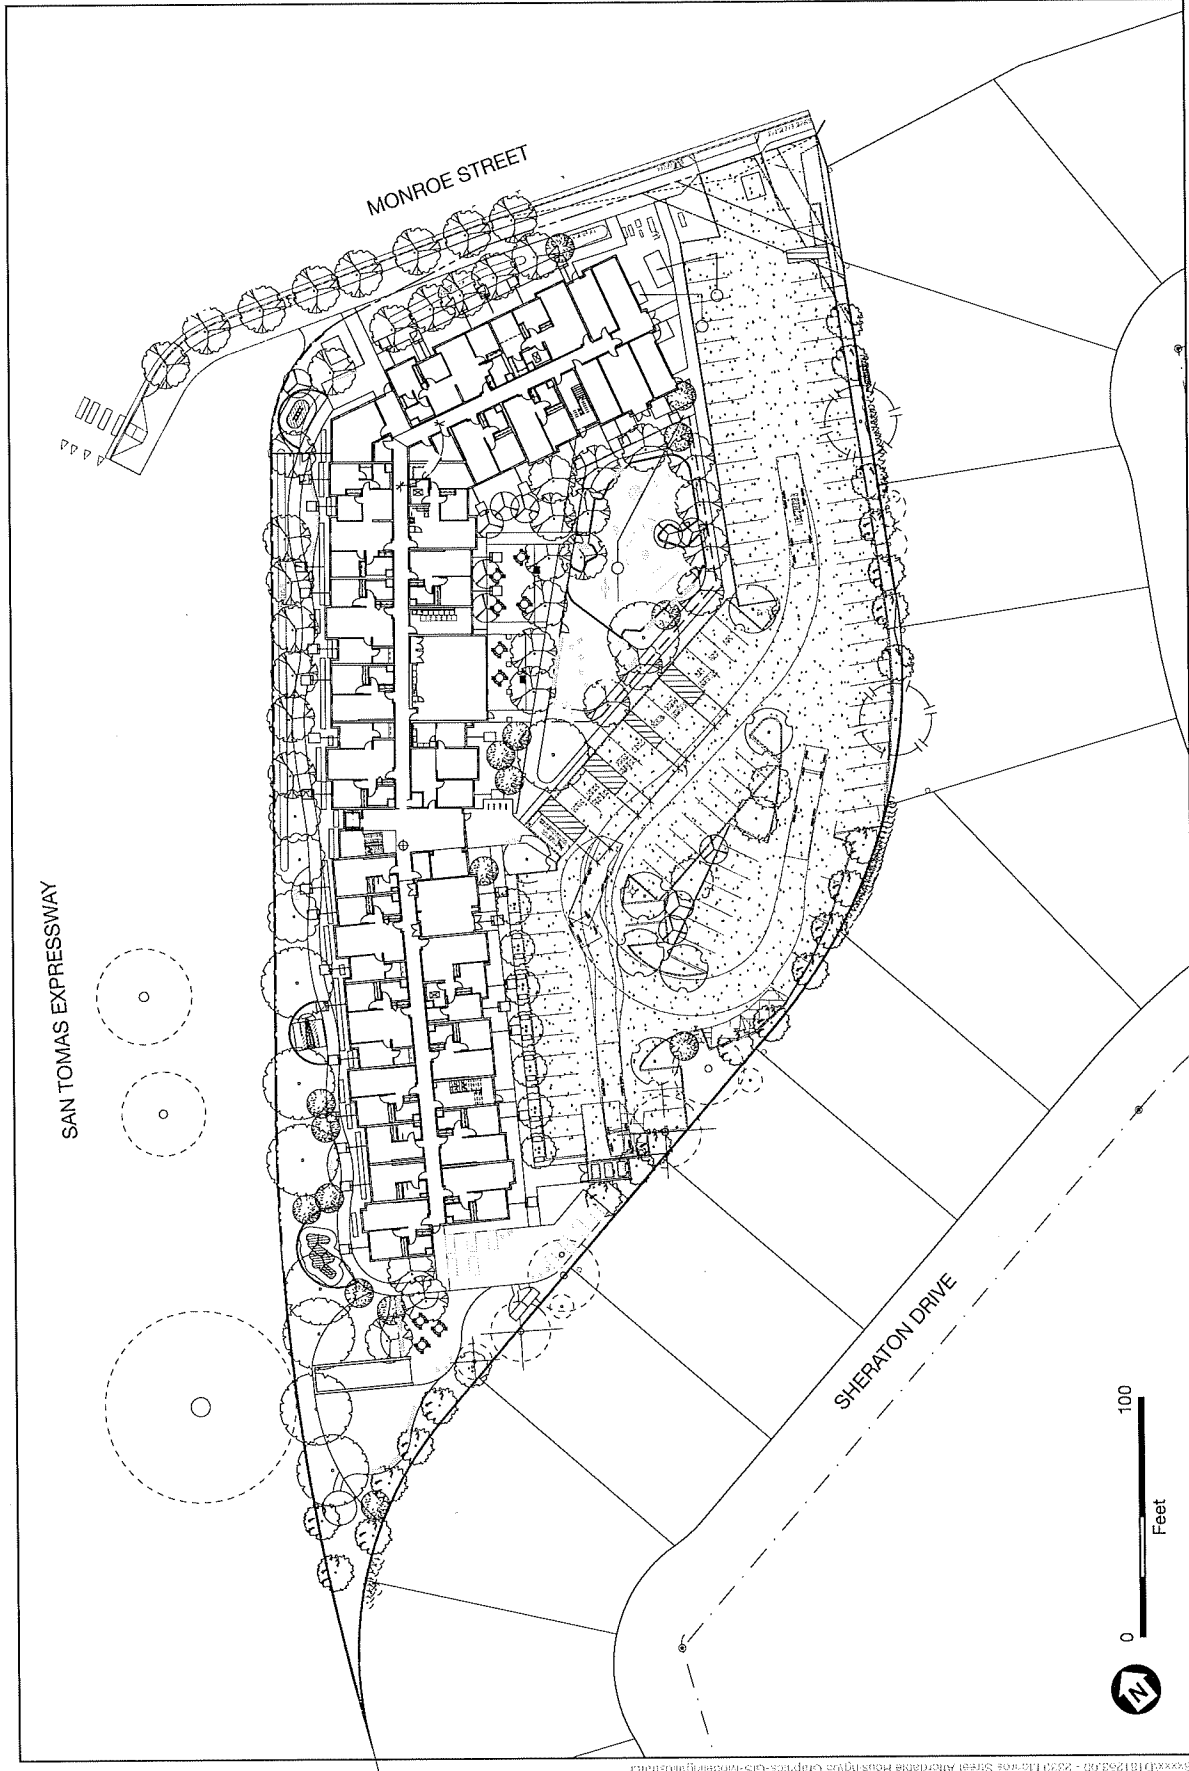 MONROE STREET
SAN TOMAS EXPRESSWAY
SHERATON DRIVE
0
100
Feet
N